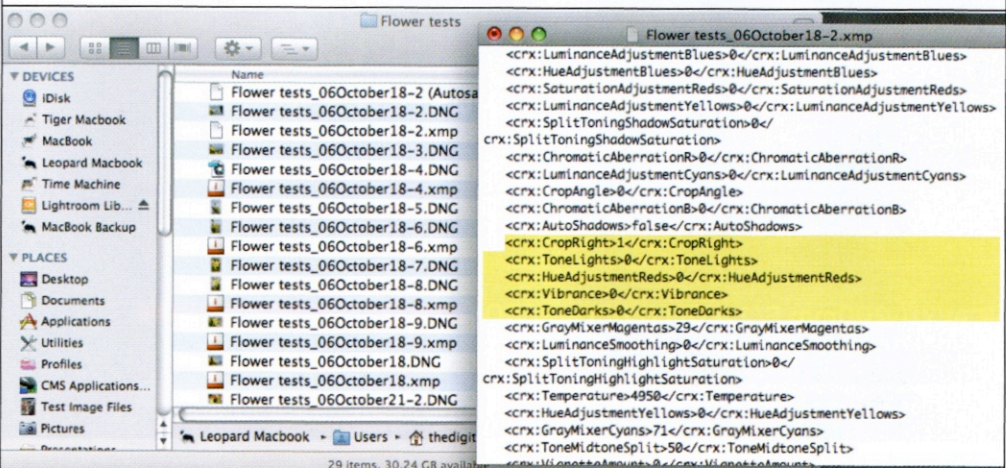 Flower tests
DEVICES
iDisk
Tiger Macbook
MacBook
Leopard Macbook
Time Machine
Lightroom Lib...
MacBook Backup
PLACES
Desktop
Documents
Applications
Utilities
Profiles
CMS Applications...
Test Image Files
Pictures
Name
Flower tests_06October18-2 (Autosa
Flower tests_06October18-2.DNG
Flower tests_06October18-2.xmp
Flower tests_06October18-3.DNG
Flower tests_06October18-4.DNG
Flower tests_06October18-4.xmp
Flower tests_06October18-5.DNG
Flower tests_06October18-6.DNG
Flower tests_06October18-6.xmp
Flower tests_06October18-7.DNG
Flower tests_06October18-8.DNG
Flower tests_06October18-8.xmp
Flower tests_06October18-9.DNG
Flower tests_06October18-9.xmp
Flower tests_06October18.DNG
Flower tests_06October18.xmp
Flower tests_06October21-2.DNG
Leopard Macbook Users thedigit
29 items, 30.24 GB available
Flower tests_06October18-2.xmp
<crx:LuminanceAdjustmentBlues>0</crx:LuminanceAdjustmentBlues>
<crx:HueAdjustmentBlues>0</crx:HueAdjustmentBlues>
<crx:SaturationAdjustmentReds>0</crx:SaturationAdjustmentReds>
<crx:LuminanceAdjustmentYellows>0</crx:LuminanceAdjustmentYellows>
<crx:SplitToningShadowSaturation>0</
crx:SplitToningShadowSaturation>
<crx:ChromaticAberrationR>0</crx:ChromaticAberrationR>
<crx:LuminanceAdjustmentCyans>0</crx:LuminanceAdjustmentCyans>
<crx:CropAngle>0</crx:CropAngle>
<crx:ChromaticAberrationB>0</crx:ChromaticAberrationB>
<crx:AutoShadows>false</crx:AutoShadows>
<crx:CropRight>1</crx:CropRight>
<crx:ToneLights>0</crx:ToneLights>
<crx:HueAdjustmentReds>0</crx:HueAdjustmentReds>
<crx:Vibrance>0</crx:Vibrance>
<crx:ToneDarks>0</crx:ToneDarks>
<crx:GrayMixerMagentas>29</crx:GrayMixerMagentas>
<crx:LuminanceSmoothing>0</crx:LuminanceSmoothing>
<crx:SplitToningHighlightSaturation>0</
crx:SplitToningHighlightSaturation>
<crx:Temperature>4950</crx:Temperature>
<crx:HueAdjustmentYellows>0</crx:HueAdjustmentYellows>
<crx:GrayMixerCyans>71</crx:GrayMixerCyans>
<crx:ToneMidtoneSplit>50</crx:ToneMidtoneSplit>
<crx:VignetteAmount>0</crx:VignetteAmount>